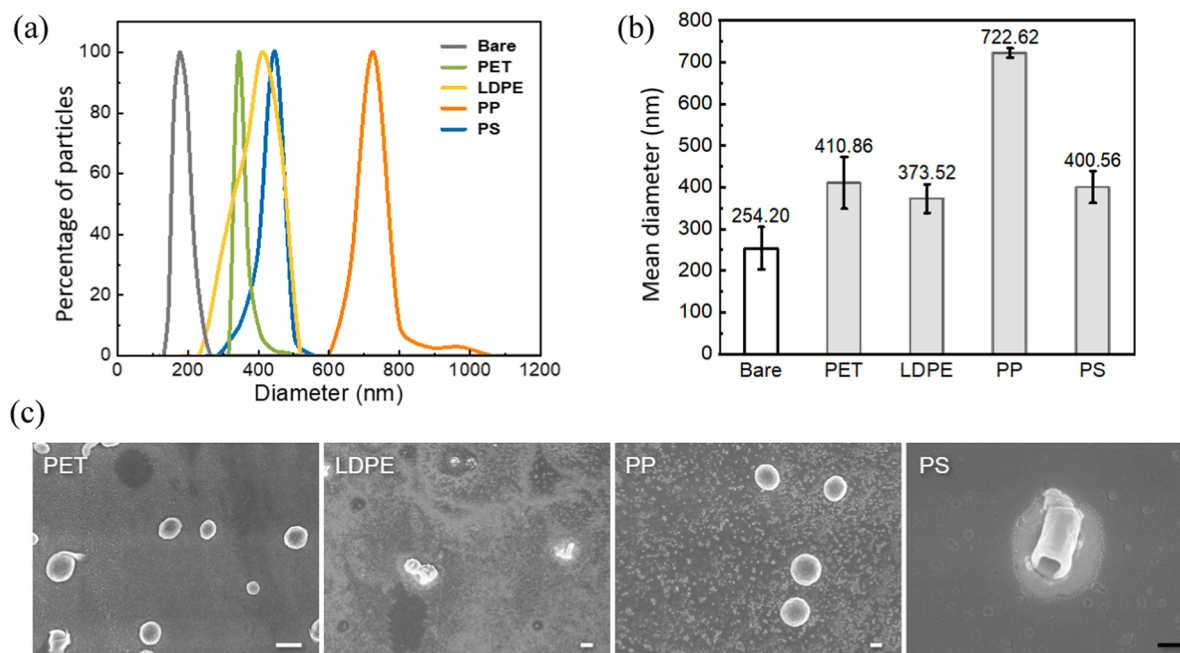 (a)
Percentage of particles
100
80
60
40
20
0
0 200 400 600 800 1000 1200
Diameter (nm)
Bare
PET
LDPE
PP
PS
(b)
Mean diameter (nm)
800
700
600
500
400
300
200
100
0
254.20
410.86
373.52
722.62
400.56
Bare PET LDPE PP PS
(c)
PET LDPE PP PS